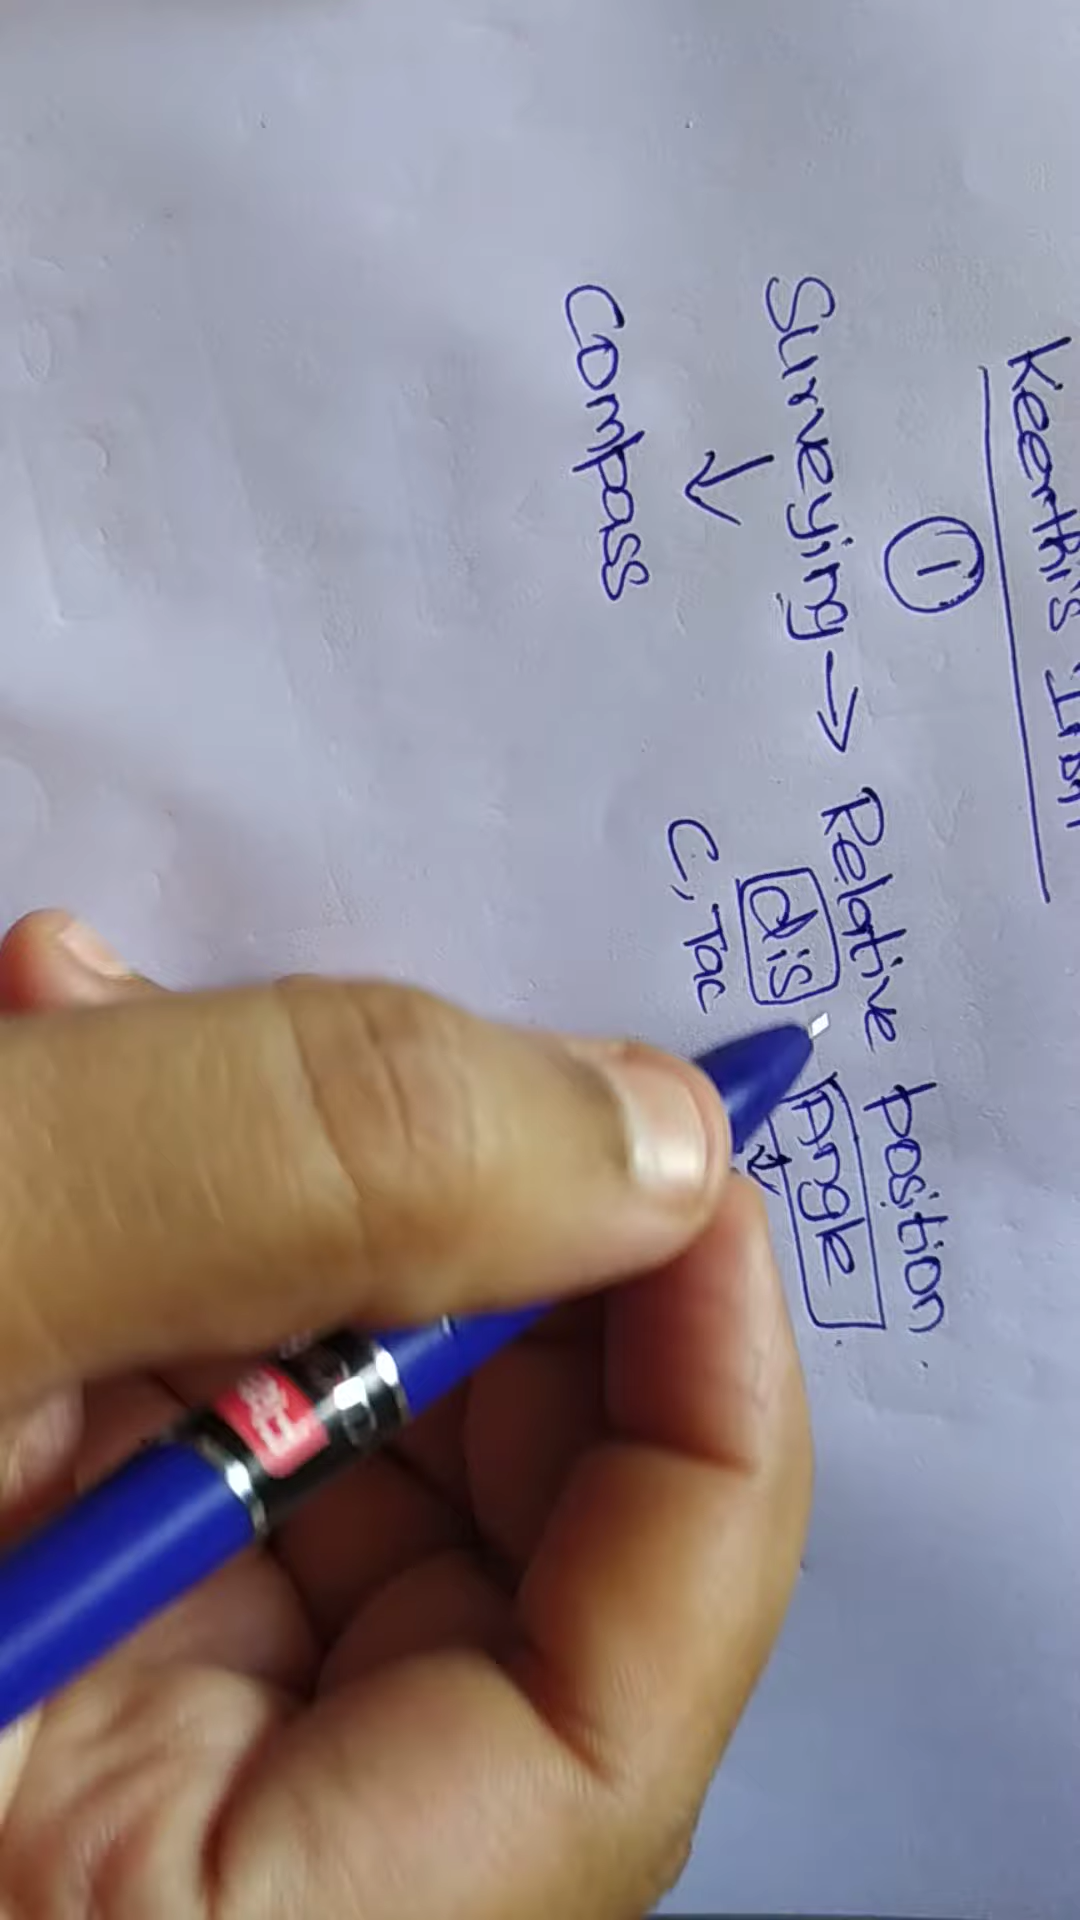 Keerthi's
①
Surveying → Relative position
dis Angle
↓ C, Tac ↓
Compass